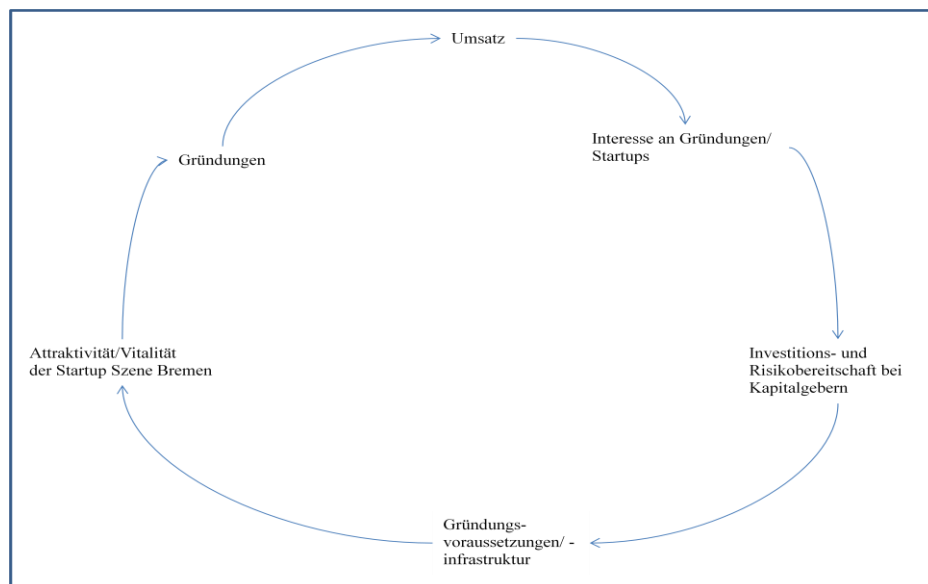 Umsatz
Interesse an Gründungen/
Startups
Gründungen
Attraktivität/Vitalität
der Startup Szene Bremen
Investitions- und
Risikobereitschaft bei
Kapitalgebern
Gründungs-
voraussetzungen/ -
infrastruktur